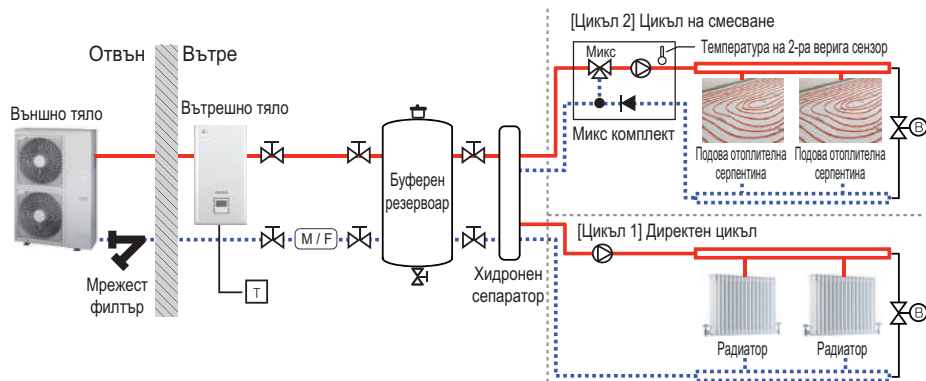 [Цикъл 2] Цикъл на смесване
Отвън
Вътре
Микс
Температура на 2-ра верига сензор
Външно тяло
Вътрешно тяло
Микс комплект
Подова отоплителна
серпентина
Подова отоплителна
серпентина
B
Буферен
резервоар
[Цикъл 1] Директен цикъл
M / F
Мрежест
филтър
T
Хидронен
сепаратор
B
Радиатор
Радиатор